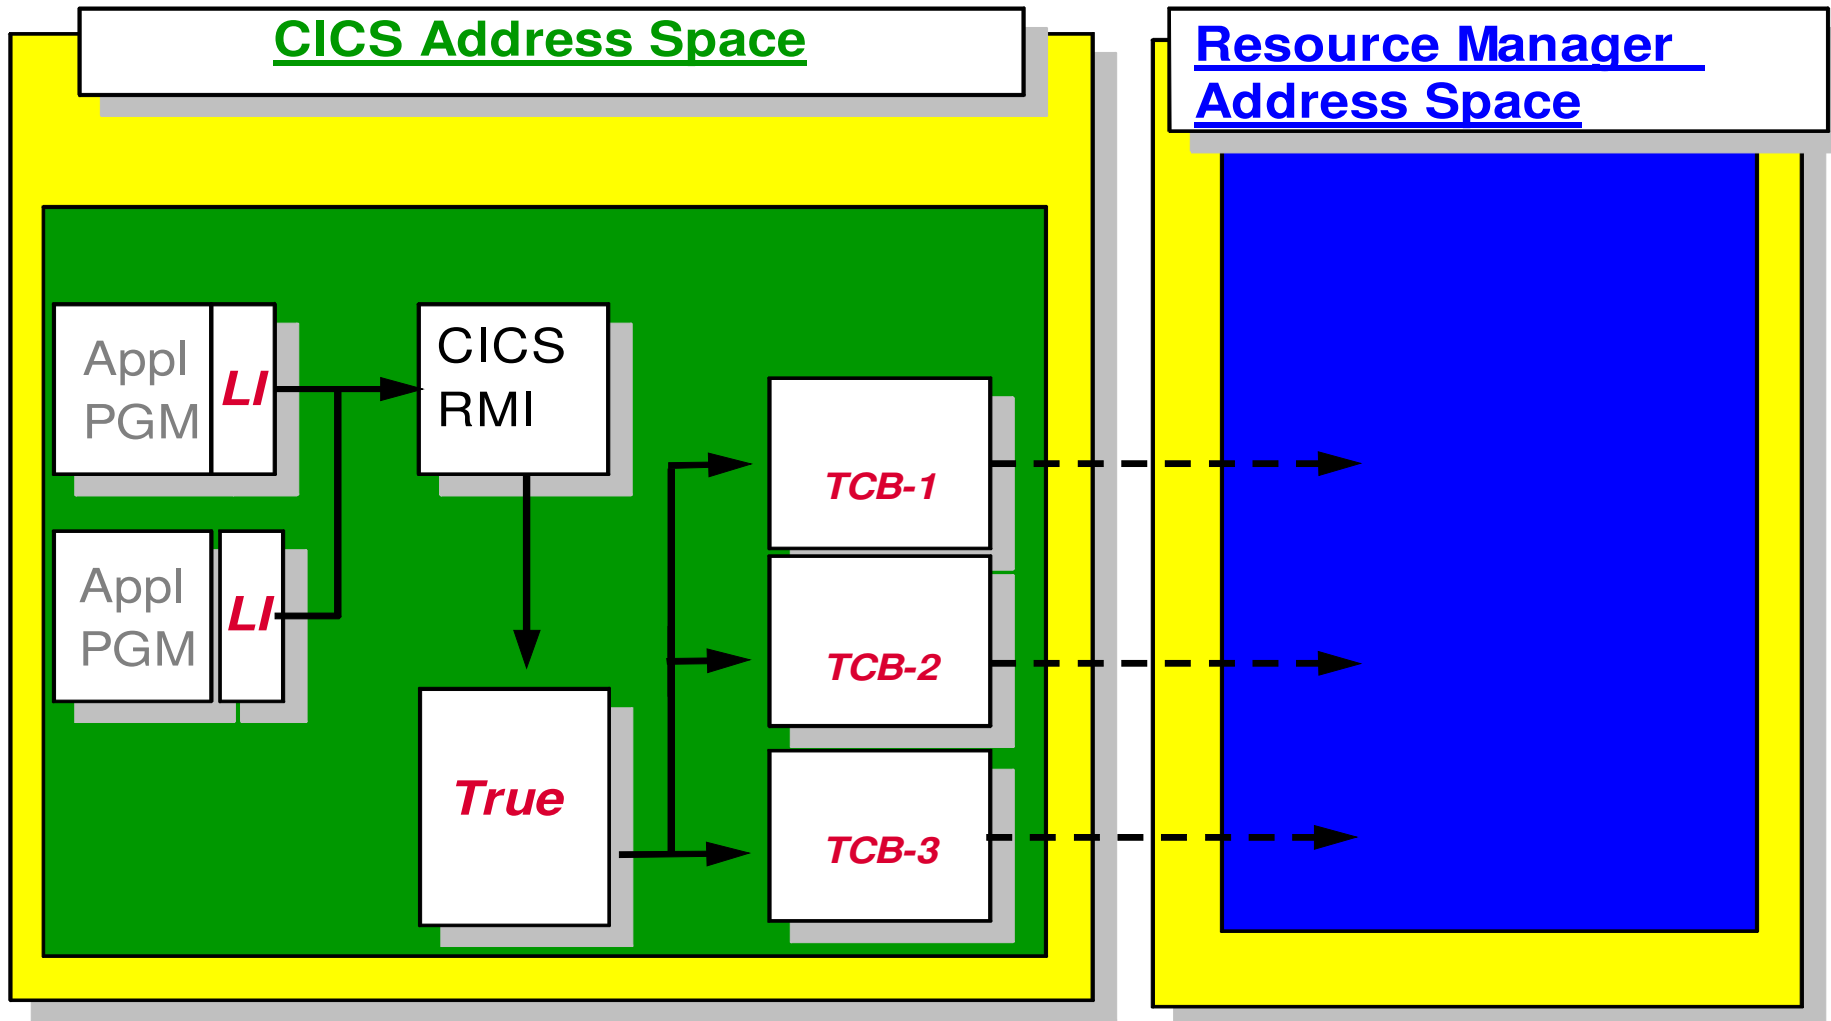 CICS Address Space
Resource Manager
Address Space
Appl
PGM
LI
CICS
RMI
Appl
PGM
LI
True
TCB-1
TCB-2
TCB-3